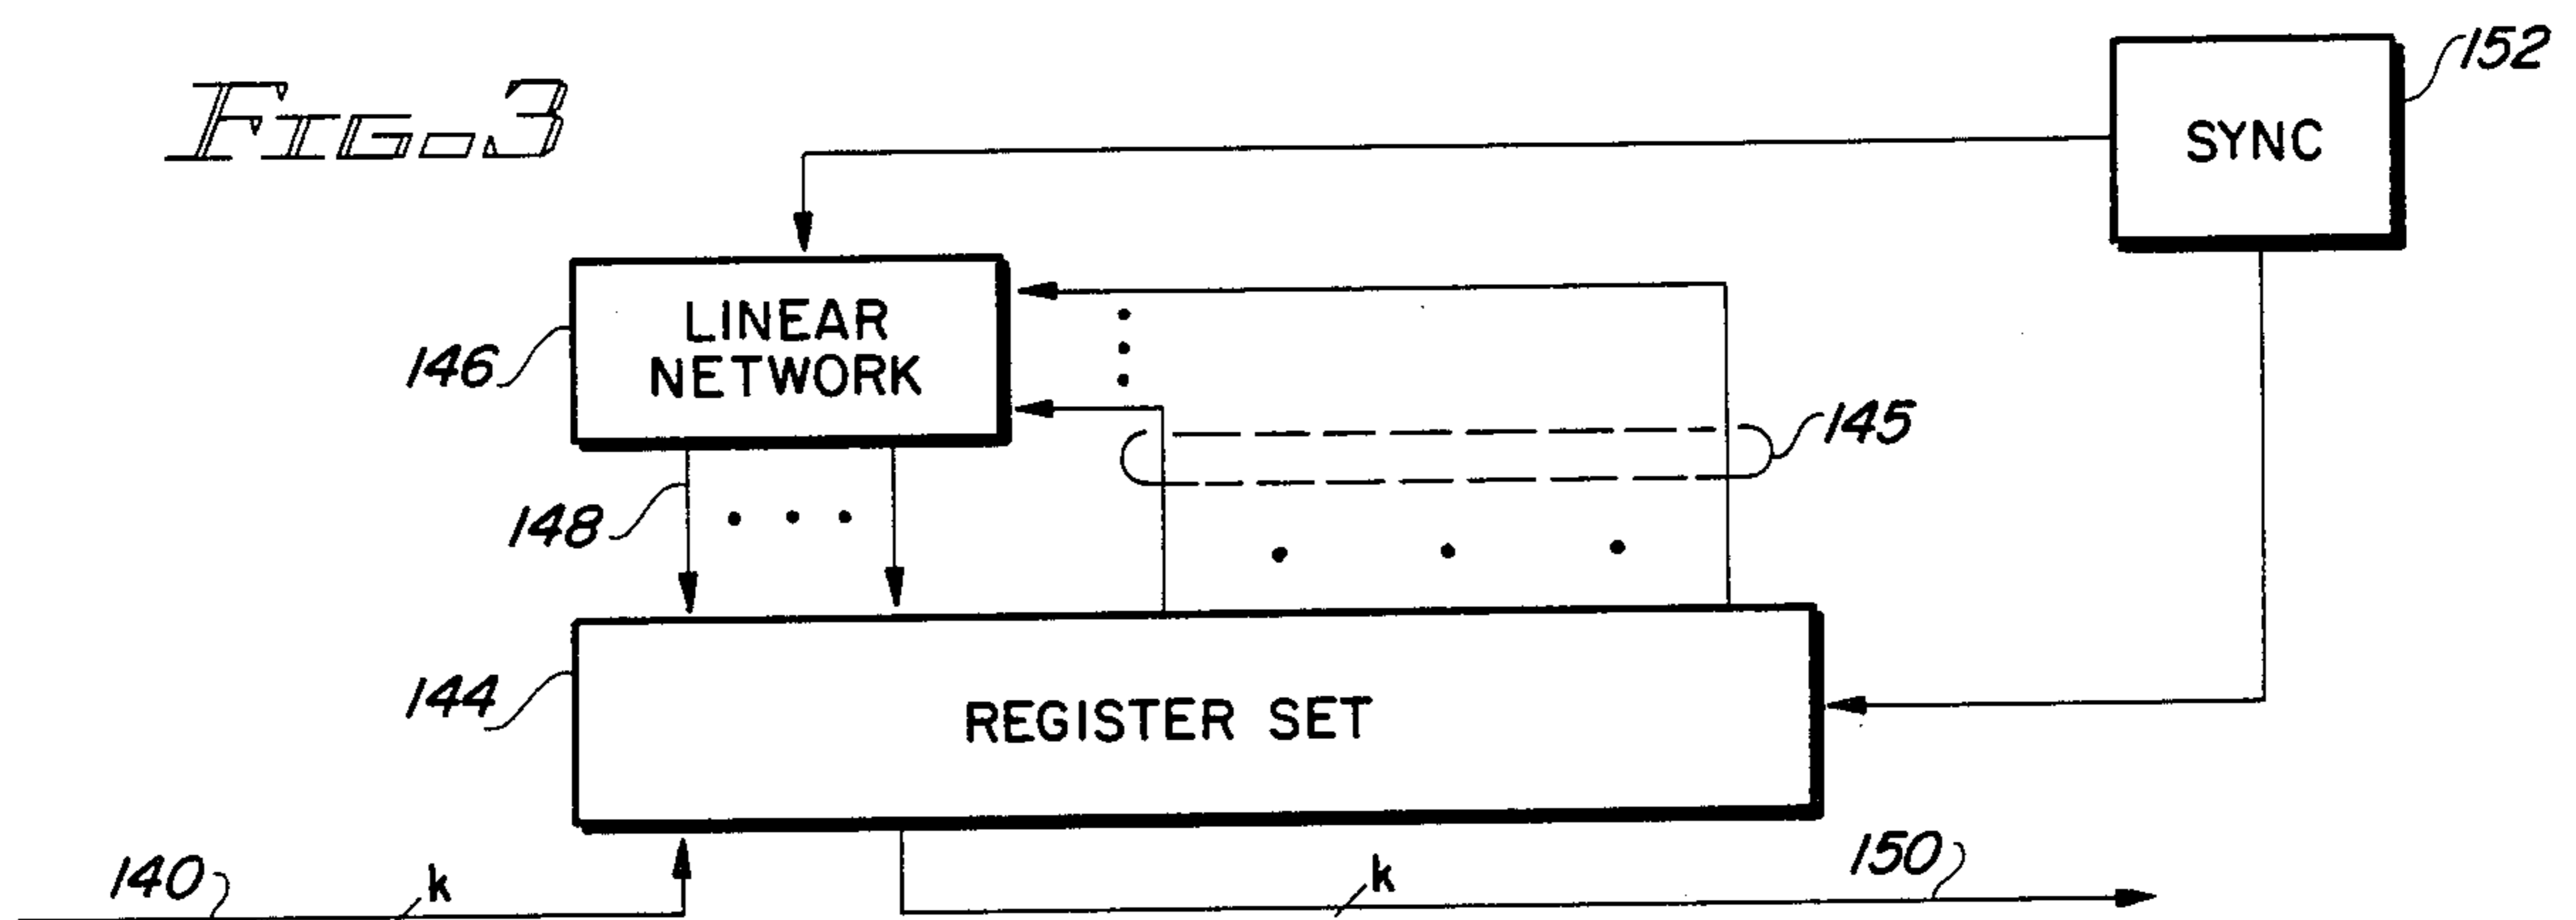 FIG-3
152
SYNC
LINEAR
NETWORK
146
145
148
144
REGISTER SET
140
k
k
150